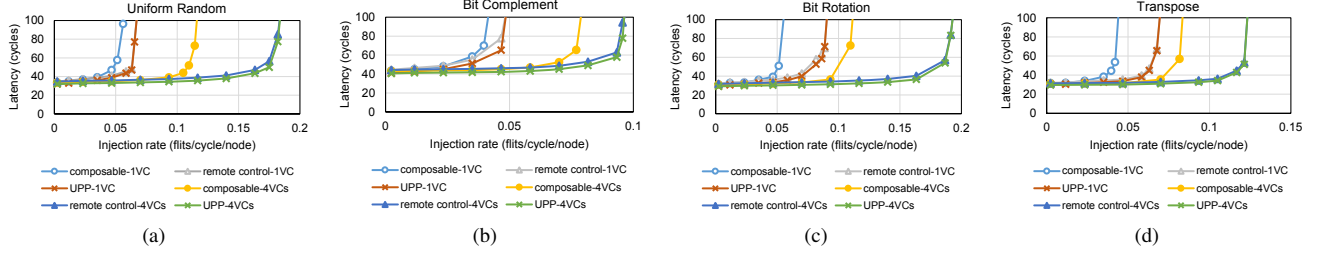 Uniform Random
Latency (cycles)
100
80
60
40
20
0
0
0.05
0.1
0.15
0.2
Injection rate (flits/cycle/node)
composable-1VC
remote control-1VC
UPP-1VC
composable-4VCs
remote control-4VCs
UPP-4VCs
(a)
Bit Complement
Latency (cycles)
100
80
60
40
20
0
0
0.05
0.1
Injection rate (flits/cycle/node)
composable-1VC
remote control-1VC
UPP-1VC
composable-4VCs
remote control-4VCs
UPP-4VCs
(b)
Bit Rotation
Latency (cycles)
100
80
60
40
20
0
0
0.05
0.1
0.15
0.2
Injection rate (flits/cycle/node)
composable-1VC
remote control-1VC
UPP-1VC
composable-4VCs
remote control-4VCs
UPP-4VCs
(c)
Transpose
Latency (cycles)
100
80
60
40
20
0
0
0.05
0.1
0.15
Injection rate (flits/cycle/node)
composable-1VC
remote control-1VC
UPP-1VC
composable-4VCs
remote control-4VCs
UPP-4VCs
(d)